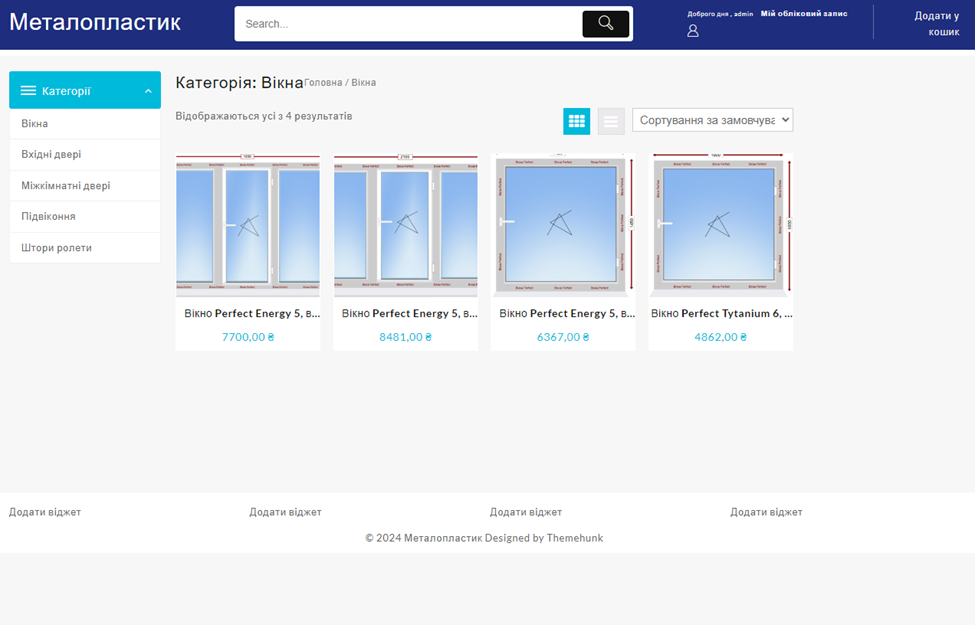 Металопластик
Search...
Доброго дня , admin
Мій обліковий запис
Додати у
кошик
Категорії
Вікна
Вхідні двері
Міжкімнатні двері
Підвіконня
Штори ролети
Категорія: Вікна
Головна / Вікна
Відображаються усі з 4 результатів
Сортування за замовчува
Вікно Perfect Energy 5, в...
7700,00 ₴
Вікно Perfect Energy 5, в...
8481,00 ₴
Вікно Perfect Energy 5, в...
6367,00 ₴
Вікно Perfect Tytanium 6, ...
4862,00 ₴
Додати віджет
Додати віджет
Додати віджет
Додати віджет
© 2024 Металопластик Designed by Themehunk